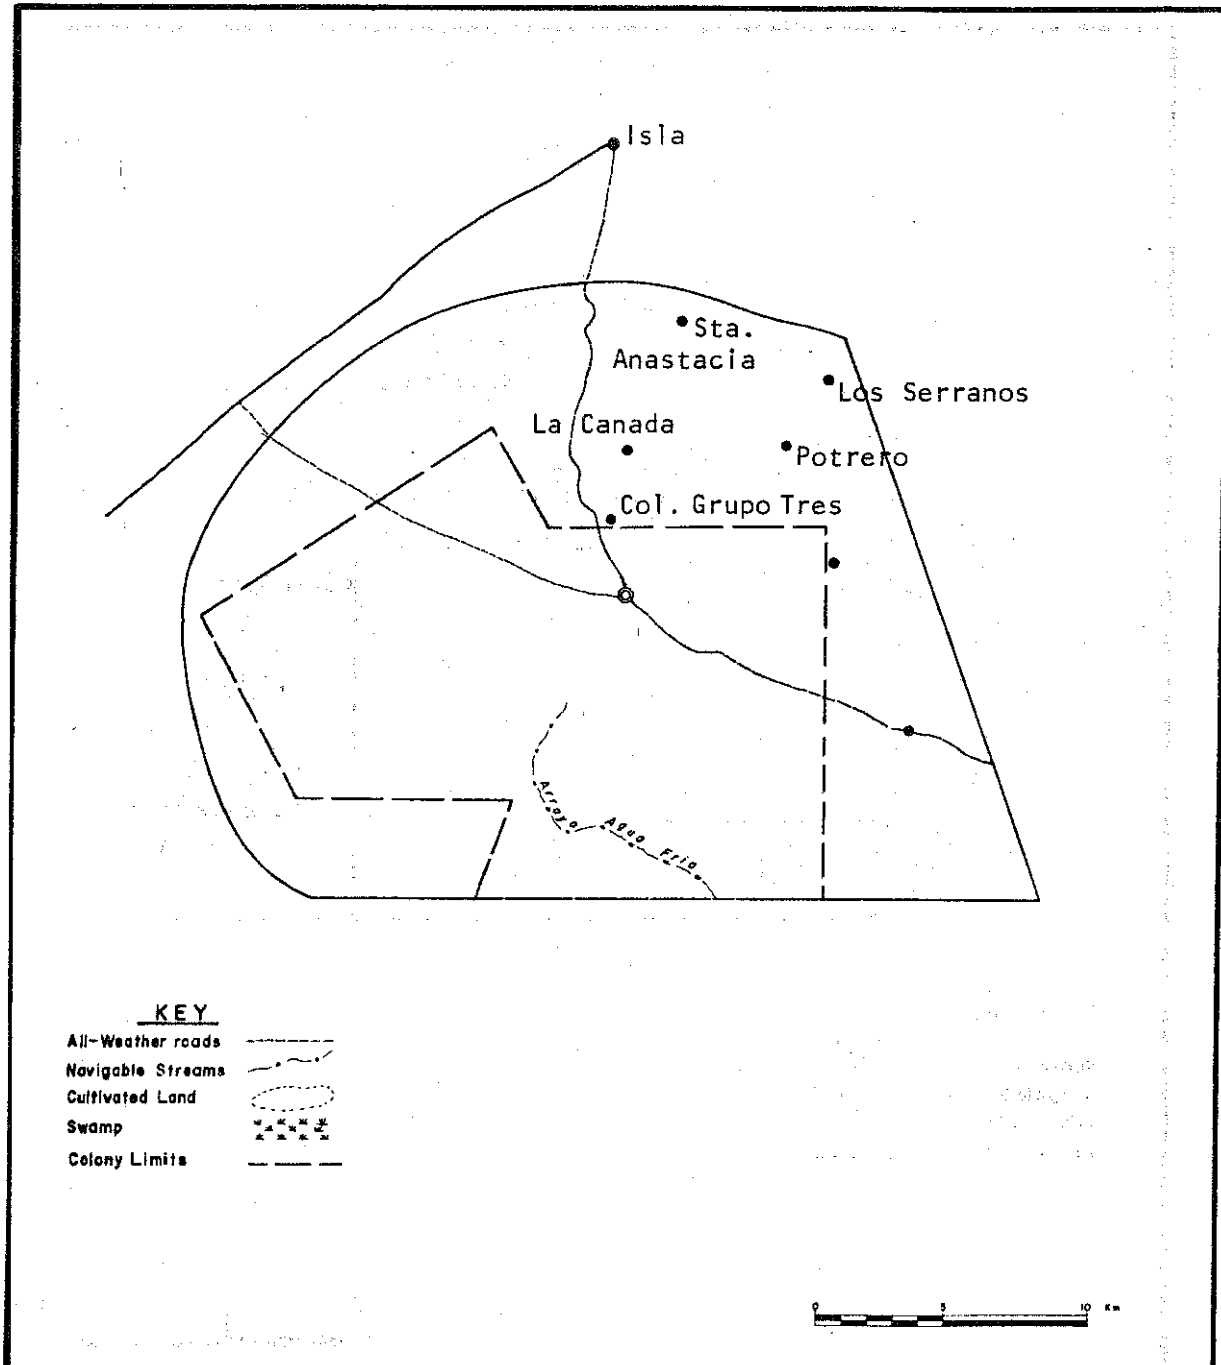 Isla
Sta.
Anastacia
Los Serranos
La Canada
Potrero
Col. Grupo Tres
Arroyo Agua Fria
KEY
All-Weather roads
Navigable Streams
Cultivated Land
Swamp
Colony Limits
0 5 10 Km